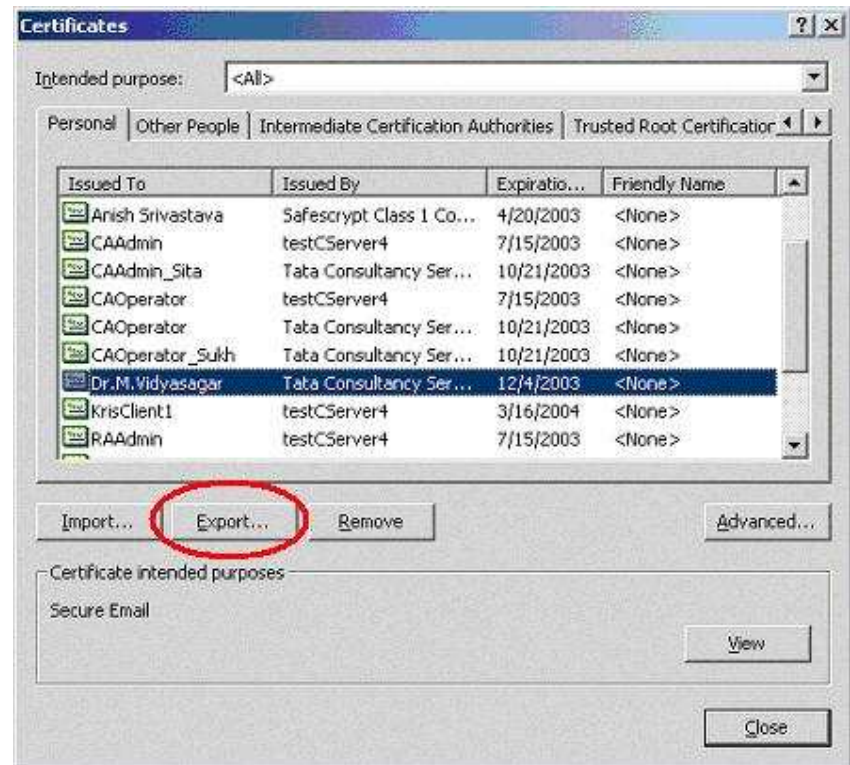 Certificates
Intended purpose: <All>
Personal Other People Intermediate Certification Authorities Trusted Root Certification
Issued To Issued By Expiratio... Friendly Name
Anish Srivastava Safescrypt Class 1 Co... 4/20/2003 <None>
CAAdmin testCServer4 7/15/2003 <None>
CAAdmin_Sita Tata Consultancy Ser... 10/21/2003 <None>
CAOperator testCServer4 7/15/2003 <None>
CAOperator Tata Consultancy Ser... 10/21/2003 <None>
CAOperator_Sukh Tata Consultancy Ser... 10/21/2003 <None>
Dr.M.Vidyasagar Tata Consultancy Ser... 12/4/2003 <None>
KrisClient1 testCServer4 3/16/2004 <None>
RAAdmin testCServer4 7/15/2003 <None>
Import... Export... Remove Advanced...
Certificate intended purposes
Secure Email
View
Close